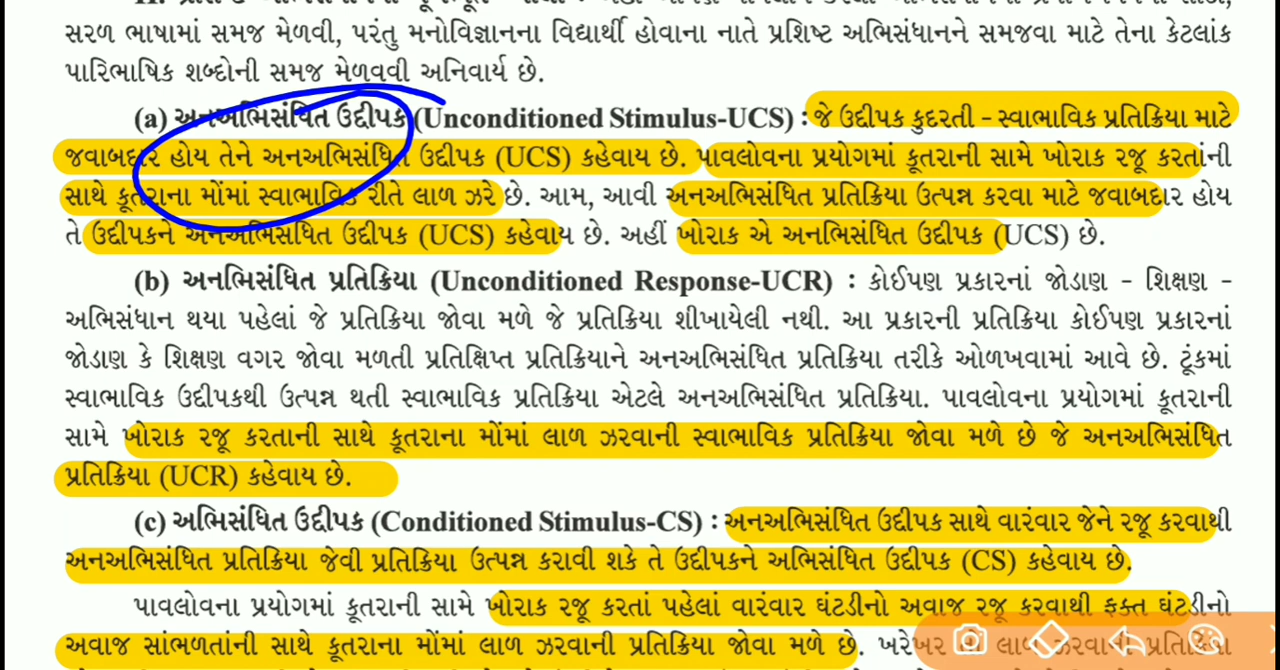 સરળ ભાષામાં સમજ મેળવી, પરંતુ મનોવિજ્ઞાનના વિદ્યાર્થી હોવાના નાતે પ્રશિષ્ટ અભિસંધાનને સમજવા માટે તેના કેટલાંક
પારિભાષિક શબ્દોની સમજ મેળવવી અનિવાર્ય છે.
(a) અનઅભિસંધિત ઉદ્દીપક (Unconditioned Stimulus-UCS) : જે ઉદ્દીપક કુદરતી - સ્વાભાવિક પ્રતિક્રિયા માટે
જવાબદાર હોય તેને અનઅભિસંધિત ઉદ્દીપક (UCS) કહેવાય છે. પાવલોવના પ્રયોગમાં કૂતરાની સામે ખોરાક રજૂ કરતાંની
સાથે કૂતરાના મોંમાં સ્વાભાવિક રીતે લાળ ઝરે છે. આમ, આવી અનઅભિસંધિત પ્રતિક્રિયા ઉત્પન્ન કરવા માટે જવાબદાર હોય
તે ઉદ્દીપકને અનઅભિસંધિત ઉદ્દીપક (UCS) કહેવાય છે. અહીં ખોરાક એ અનઅભિસંધિત ઉદ્દીપક (UCS) છે.
(b) અનભિસંધિત પ્રતિક્રિયા (Unconditioned Response-UCR) : કોઈપણ પ્રકારનાં જોડાણ - શિક્ષણ -
અભિસંધાન થયા પહેલાં જે પ્રતિક્રિયા જોવા મળે જે પ્રતિક્રિયા શીખાયેલી નથી. આ પ્રકારની પ્રતિક્રિયા કોઈપણ પ્રકારનાં
જોડાણ કે શિક્ષણ વગર જોવા મળતી પ્રતિક્ષિપ્ત પ્રતિક્રિયાને અનઅભિસંધિત પ્રતિક્રિયા તરીકે ઓળખવામાં આવે છે. ટૂંકમાં
સ્વાભાવિક ઉદ્દીપકથી ઉત્પન્ન થતી સ્વાભાવિક પ્રતિક્રિયા એટલે અનઅભિસંધિત પ્રતિક્રિયા. પાવલોવના પ્રયોગમાં કૂતરાની
સામે ખોરાક રજૂ કરતાની સાથે કૂતરાના મોંમાં લાળ ઝરવાની સ્વાભાવિક પ્રતિક્રિયા જોવા મળે છે જે અનઅભિસંધિત
પ્રતિક્રિયા (UCR) કહેવાય છે.
(c) અભિસંધિત ઉદ્દીપક (Conditioned Stimulus-CS) : અનઅભિસંધિત ઉદ્દીપક સાથે વારંવાર જેને રજૂ કરવાથી
અનઅભિસંધિત પ્રતિક્રિયા જેવી પ્રતિક્રિયા ઉત્પન્ન કરાવી શકે તે ઉદ્દીપકને અભિસંધિત ઉદ્દીપક (CS) કહેવાય છે.
પાવલોવના પ્રયોગમાં કૂતરાની સામે ખોરાક રજૂ કરતાં પહેલાં વારંવાર ઘંટડીનો અવાજ રજૂ કરવાથી ફક્ત ઘંટડીનો
અવાજ સાંભળતાંની સાથે કૂતરાના મોંમાં લાળ ઝરવાની પ્રતિક્રિયા જોવા મળે છે. ખરેખર લાળ ઝરવાની પ્રતિક્રિયા